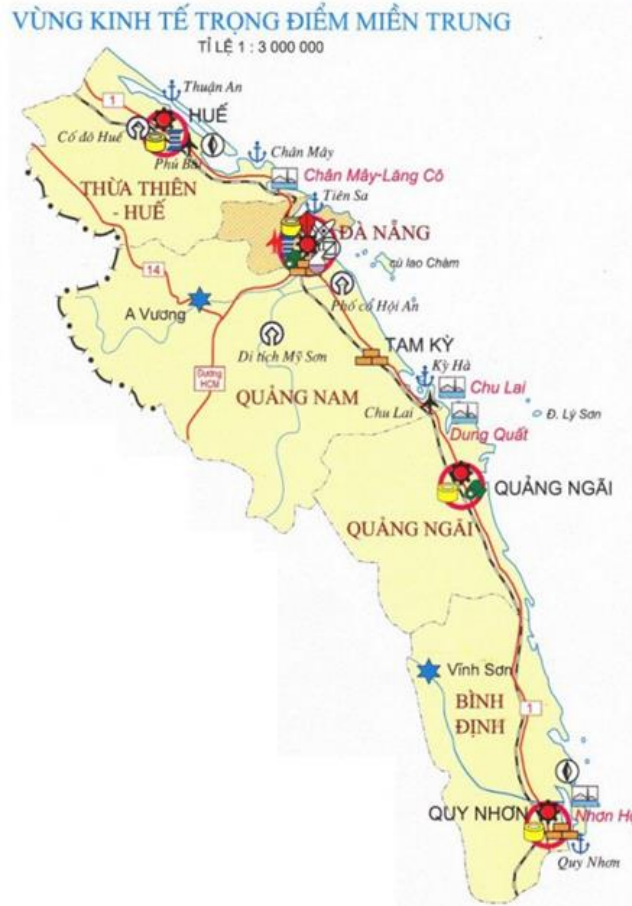 VÙNG KINH TẾ TRỌNG ĐIỂM MIỀN TRUNG
TỈ LỆ 1 : 3 000 000
Thuận An
1
HUẾ
Cố đô Huế
Phú Bài
Chân Mây
Chân Mây-Lăng Cô
THỪA THIÊN
- HUẾ
Tiên Sa
ĐÀ NẴNG
cù lao Chàm
14
A Vương
Phố cổ Hội An
Di tích Mỹ Sơn
TAM KỲ
Kỳ Hà
Đường
HCM
Chu Lai
QUẢNG NAM
Chu Lai
Đ. Lý Sơn
Dung Quất
QUẢNG NGÃI
QUẢNG NGÃI
Vĩnh Sơn
BÌNH
ĐỊNH
1
QUY NHƠN
Nhơn
Quy Nhơn